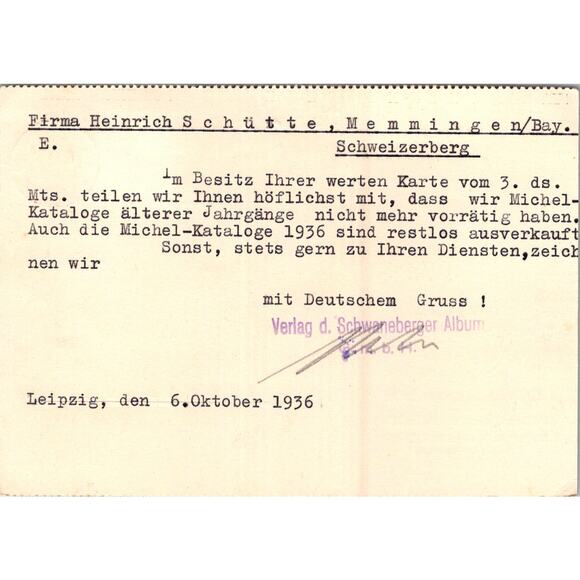 Firma Heinrich S c h ü t t e , M e m m i n g e n/Bay.
E. Schweizerberg
Im Besitz Ihrer werten Karte vom 3. ds.
Mts. teilen wir Ihnen höflichst mit, dass wir Michel-
Kataloge älterer Jahrgänge nicht mehr vorrätig haben.
Auch die Michel-Kataloge 1936 sind restlos ausverkauft
Sonst, stets gern zu Ihren Diensten,zeich
nen wir
mit Deutschem Gruss !
Verlag d. Schwaneberger Album
G. m. b. H.
Leipzig, den 6.Oktober 1936